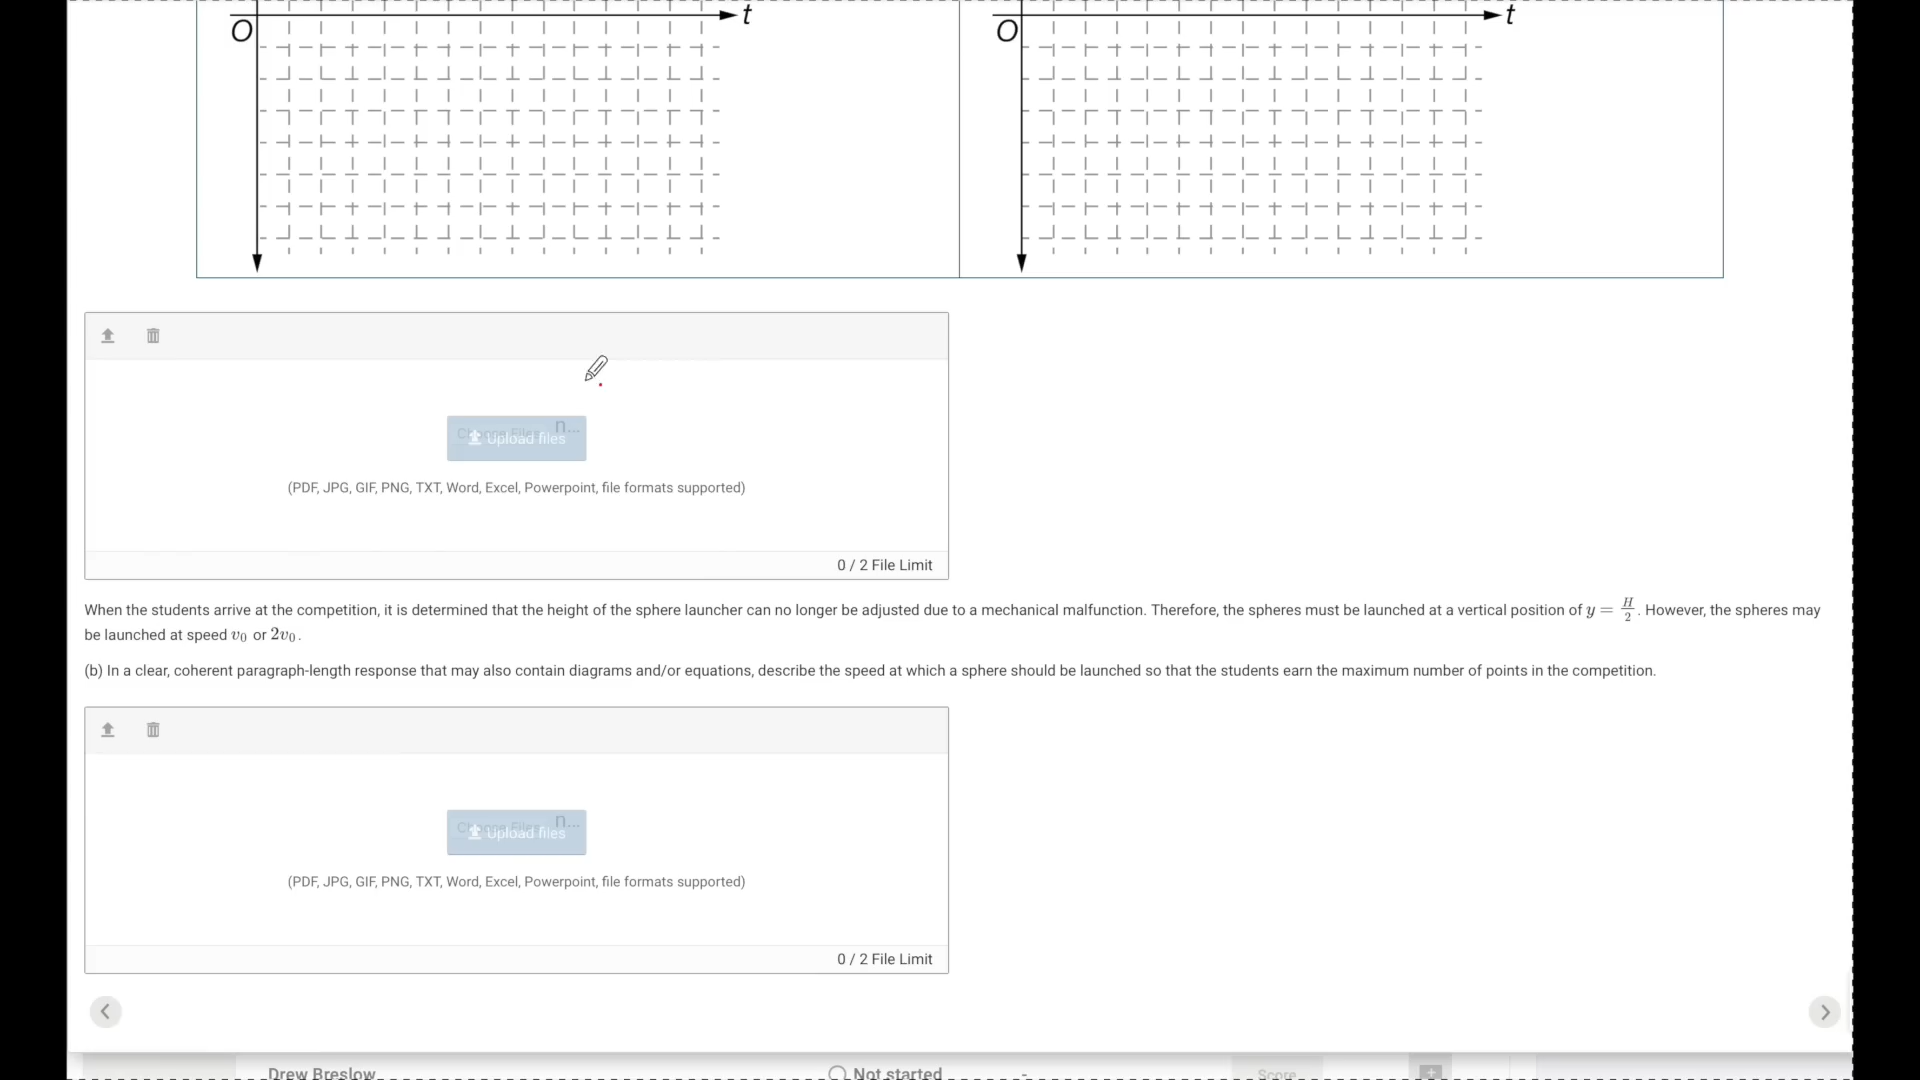 t
t
O
O
Upload files
n...
(PDF, JPG, GIF, PNG, TXT, Word, Excel, Powerpoint, file formats supported)
0 / 2 File Limit
When the students arrive at the competition, it is determined that the height of the sphere launcher can no longer be adjusted due to a mechanical malfunction. Therefore, the spheres must be launched at a vertical position of y = H/2 . However, the spheres may
be launched at speed v₀ or 2v₀ .
(b) In a clear, coherent paragraph-length response that may also contain diagrams and/or equations, describe the speed at which a sphere should be launched so that the students earn the maximum number of points in the competition.
Upload files
n...
(PDF, JPG, GIF, PNG, TXT, Word, Excel, Powerpoint, file formats supported)
0 / 2 File Limit
Drew Breslow
Not started
-
Score